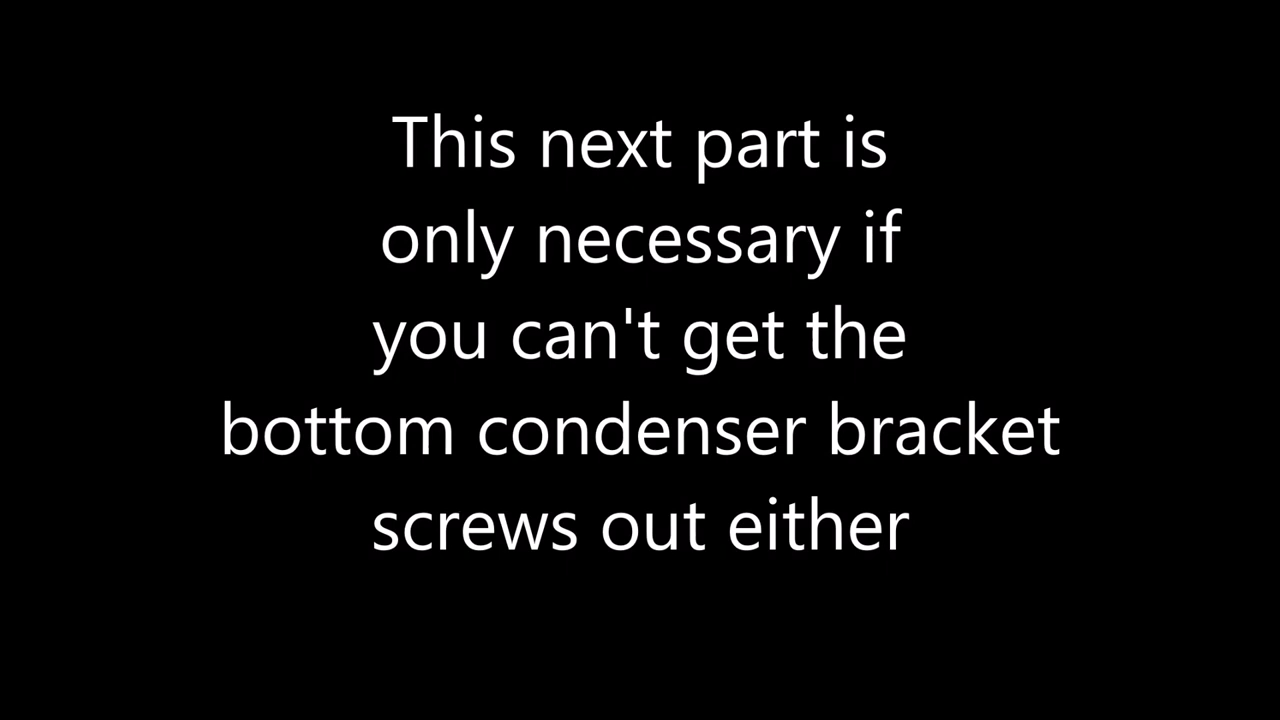 This next part is
only necessary if
you can't get the
bottom condenser bracket
screws out either